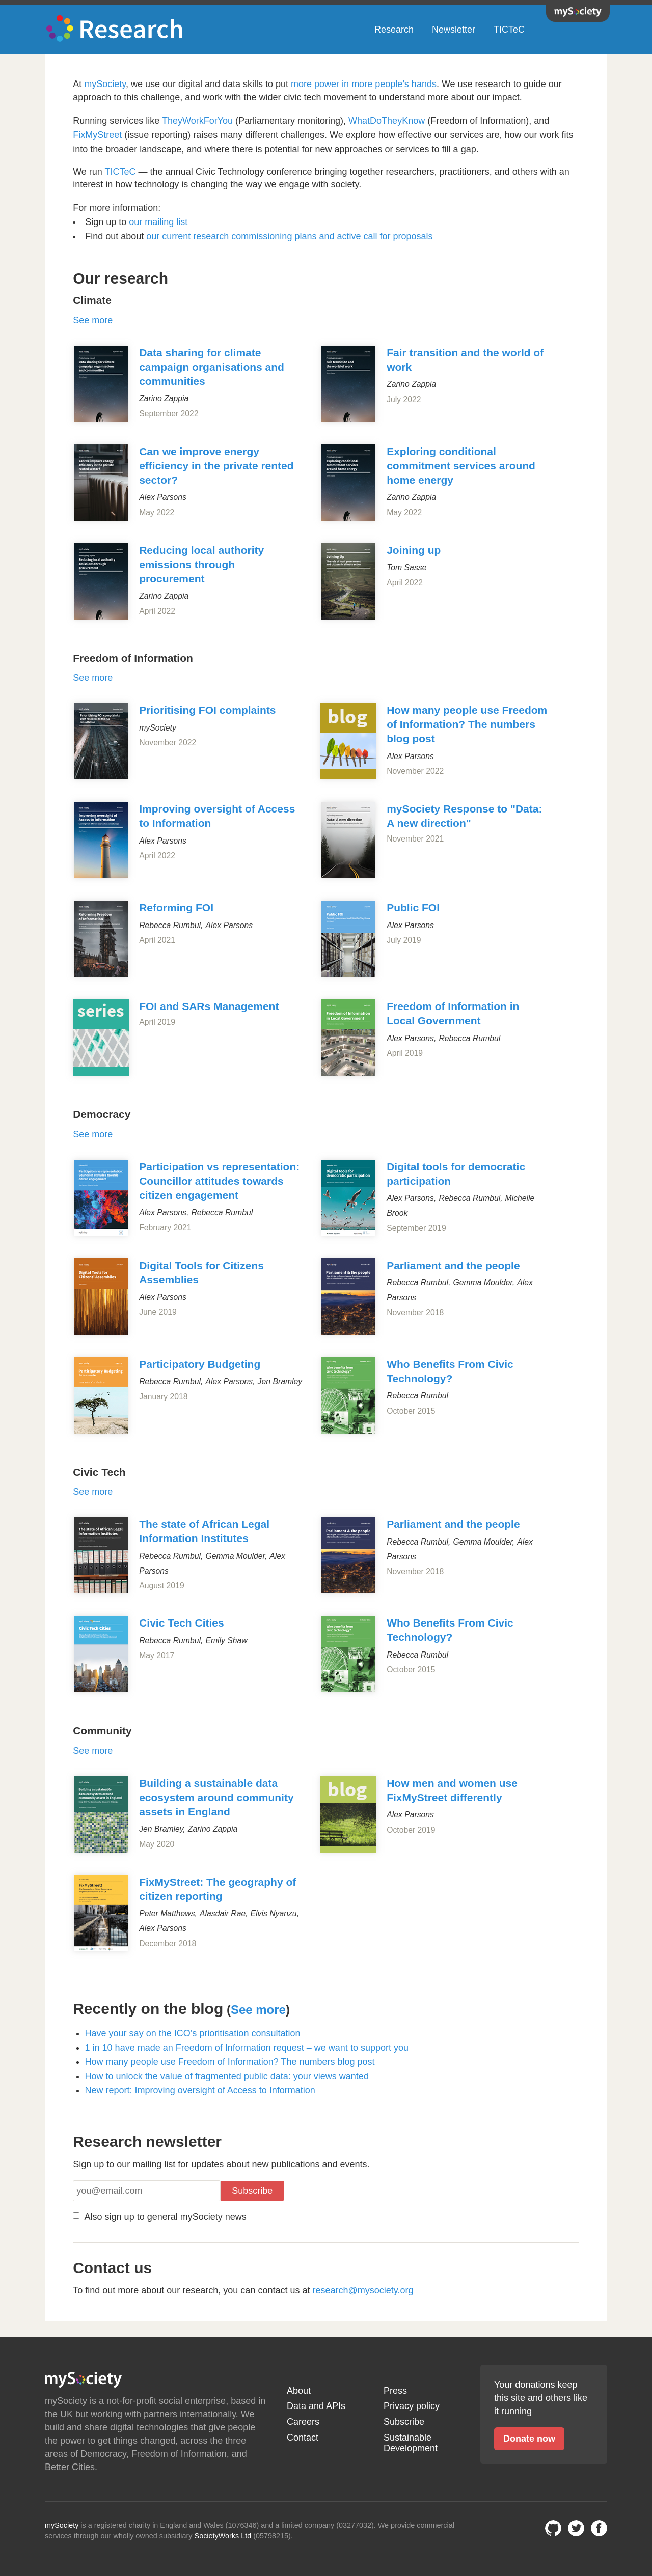 mySociety
Research
Research Newsletter TICTeC
At mySociety, we use our digital and data skills to put more power in more people's hands. We use research to guide our
approach to this challenge, and work with the wider civic tech movement to understand more about our impact.
Running services like TheyWorkForYou (Parliamentary monitoring), WhatDoTheyKnow (Freedom of Information), and
FixMyStreet (issue reporting) raises many different challenges. We explore how effective our services are, how our work fits
into the broader landscape, and where there is potential for new approaches or services to fill a gap.
We run TICTeC — the annual Civic Technology conference bringing together researchers, practitioners, and others with an
interest in how technology is changing the way we engage with society.
For more information:
• Sign up to our mailing list
• Find out about our current research commissioning plans and active call for proposals
Our research
Climate
See more
Data sharing for climate
campaign organisations and
communities
Zarino Zappia
September 2022
Fair transition and the world of
work
Zarino Zappia
July 2022
Can we improve energy
efficiency in the private rented
sector?
Alex Parsons
May 2022
Exploring conditional
commitment services around
home energy
Zarino Zappia
May 2022
Reducing local authority
emissions through
procurement
Zarino Zappia
April 2022
Joining up
Tom Sasse
April 2022
Freedom of Information
See more
Prioritising FOI complaints
mySociety
November 2022
blog
How many people use Freedom
of Information? The numbers
blog post
Alex Parsons
November 2022
Improving oversight of Access
to Information
Alex Parsons
April 2022
mySociety Response to "Data:
A new direction"
November 2021
Reforming FOI
Rebecca Rumbul, Alex Parsons
April 2021
Public FOI
Alex Parsons
July 2019
series
FOI and SARs Management
April 2019
Freedom of Information in
Local Government
Alex Parsons, Rebecca Rumbul
April 2019
Democracy
See more
Participation vs representation:
Councillor attitudes towards
citizen engagement
Alex Parsons, Rebecca Rumbul
February 2021
Digital tools for democratic
participation
Alex Parsons, Rebecca Rumbul, Michelle
Brook
September 2019
Digital Tools for Citizens
Assemblies
Alex Parsons
June 2019
Parliament and the people
Rebecca Rumbul, Gemma Moulder, Alex
Parsons
November 2018
Participatory Budgeting
Rebecca Rumbul, Alex Parsons, Jen Bramley
January 2018
Who Benefits From Civic
Technology?
Rebecca Rumbul
October 2015
Civic Tech
See more
The state of African Legal
Information Institutes
Rebecca Rumbul, Gemma Moulder, Alex
Parsons
August 2019
Parliament and the people
Rebecca Rumbul, Gemma Moulder, Alex
Parsons
November 2018
Civic Tech Cities
Rebecca Rumbul, Emily Shaw
May 2017
Who Benefits From Civic
Technology?
Rebecca Rumbul
October 2015
Community
See more
Building a sustainable data
ecosystem around community
assets in England
Jen Bramley, Zarino Zappia
May 2020
blog
How men and women use
FixMyStreet differently
Alex Parsons
October 2019
FixMyStreet: The geography of
citizen reporting
Peter Matthews, Alasdair Rae, Elvis Nyanzu,
Alex Parsons
December 2018
Recently on the blog (See more)
• Have your say on the ICO's prioritisation consultation
• 1 in 10 have made an Freedom of Information request – we want to support you
• How many people use Freedom of Information? The numbers blog post
• How to unlock the value of fragmented public data: your views wanted
• New report: Improving oversight of Access to Information
Research newsletter
Sign up to our mailing list for updates about new publications and events.
you@email.com Subscribe
Also sign up to general mySociety news
Contact us
To find out more about our research, you can contact us at research@mysociety.org
mySociety
mySociety is a not-for-profit social enterprise, based in
the UK but working with partners internationally. We
build and share digital technologies that give people
the power to get things changed, across the three
areas of Democracy, Freedom of Information, and
Better Cities.
About
Data and APIs
Careers
Contact
Press
Privacy policy
Subscribe
Sustainable
Development
Your donations keep
this site and others like
it running
Donate now
mySociety is a registered charity in England and Wales (1076346) and a limited company (03277032). We provide commercial
services through our wholly owned subsidiary SocietyWorks Ltd (05798215).